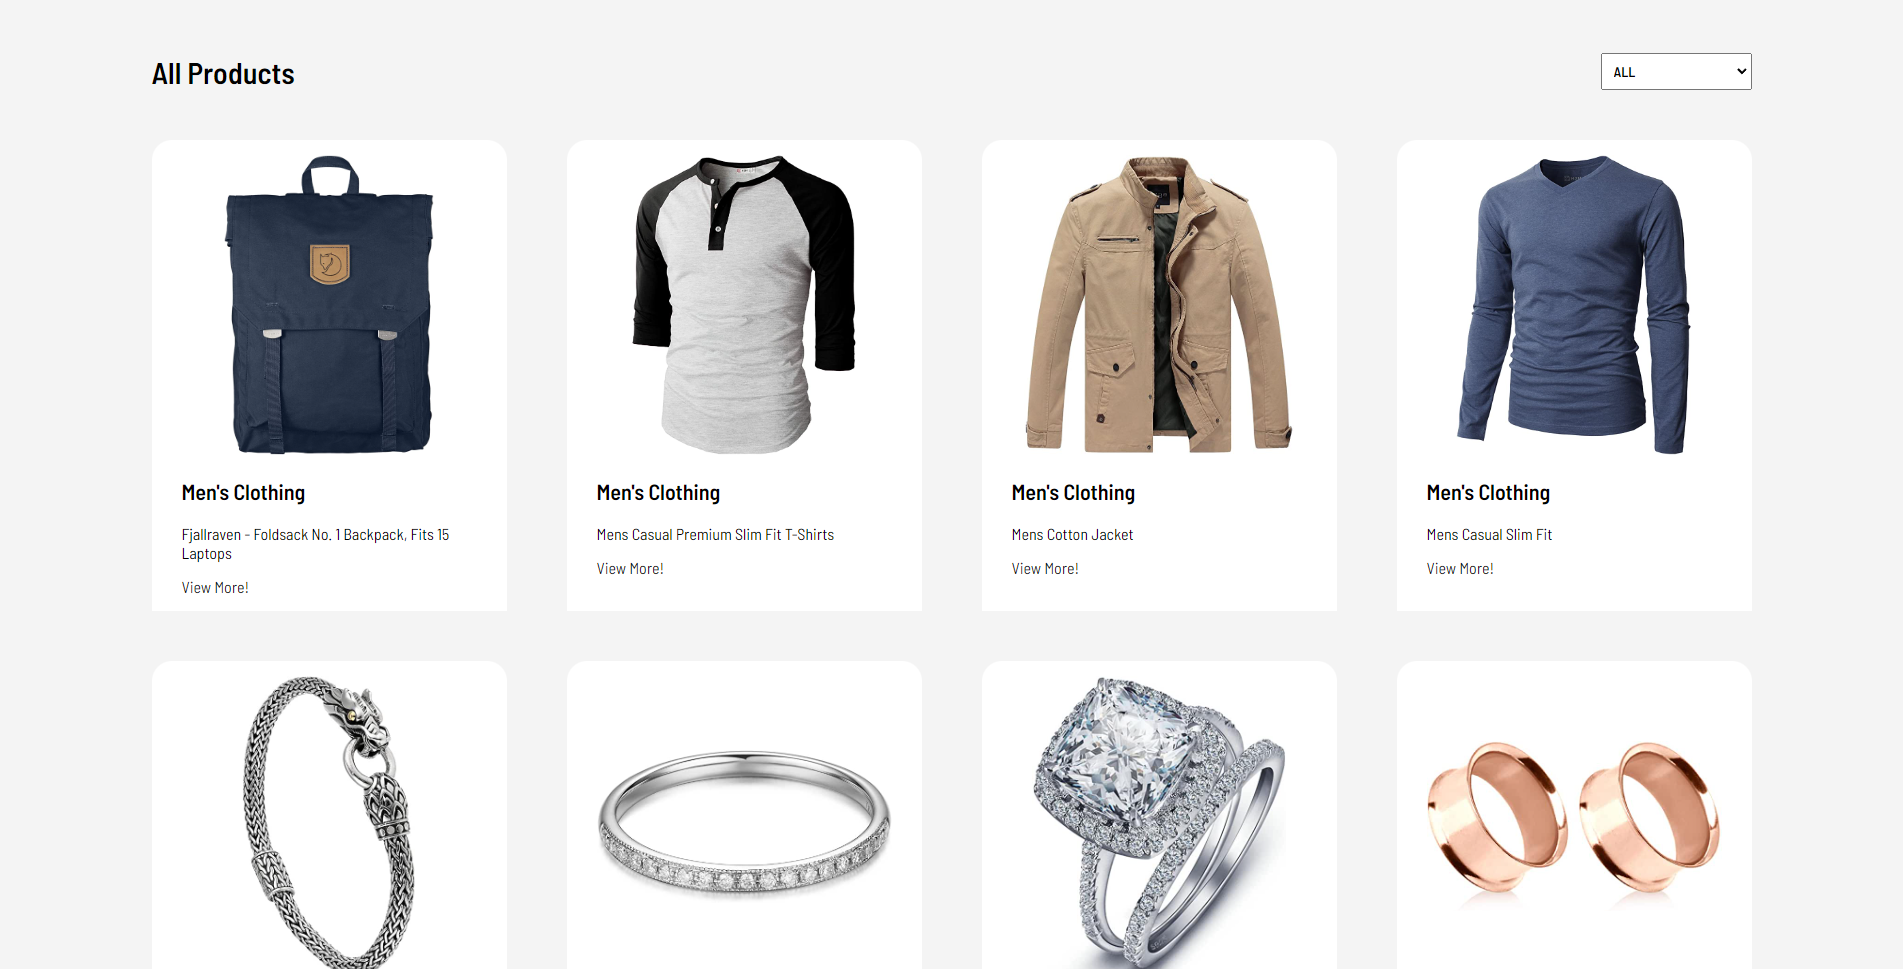 All Products
ALL
Men's Clothing
Fjallraven - Foldsack No. 1 Backpack, Fits 15
Laptops
View More!
Men's Clothing
Mens Casual Premium Slim Fit T-Shirts
View More!
Men's Clothing
Mens Cotton Jacket
View More!
Men's Clothing
Mens Casual Slim Fit
View More!